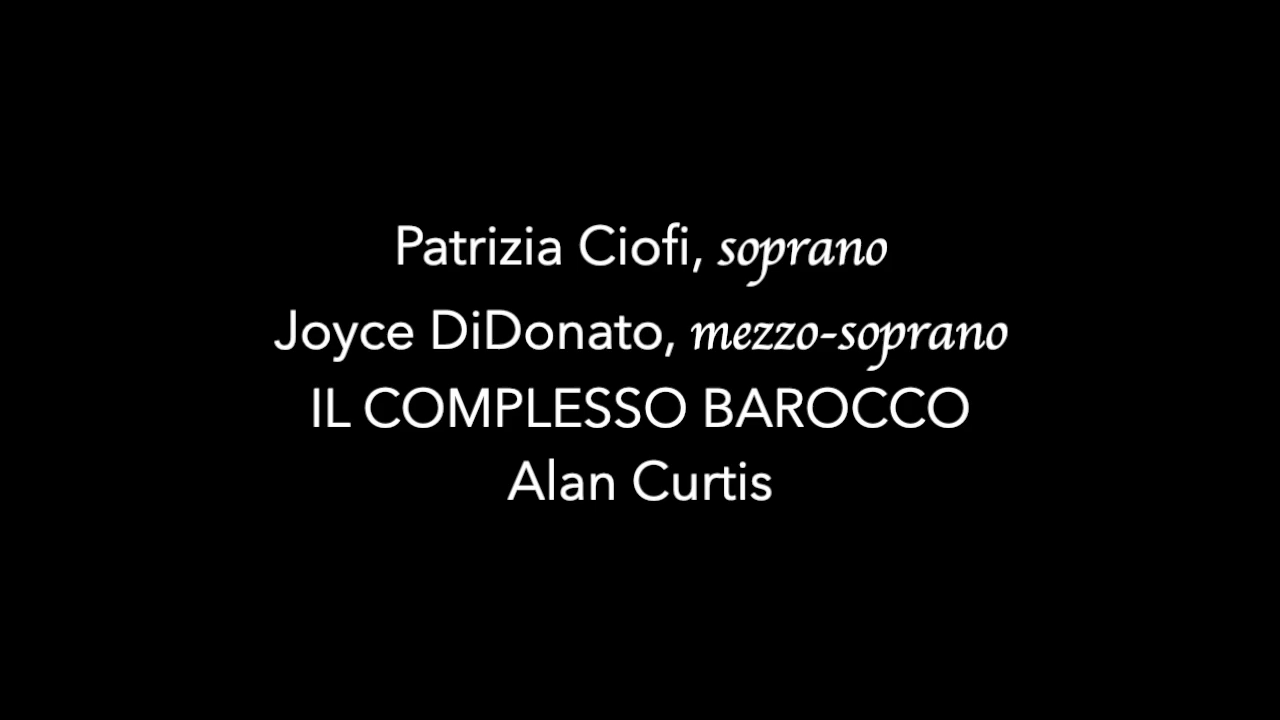 Patrizia Ciofi, soprano
Joyce DiDonato, mezzo-soprano
IL COMPLESSO BAROCCO
Alan Curtis